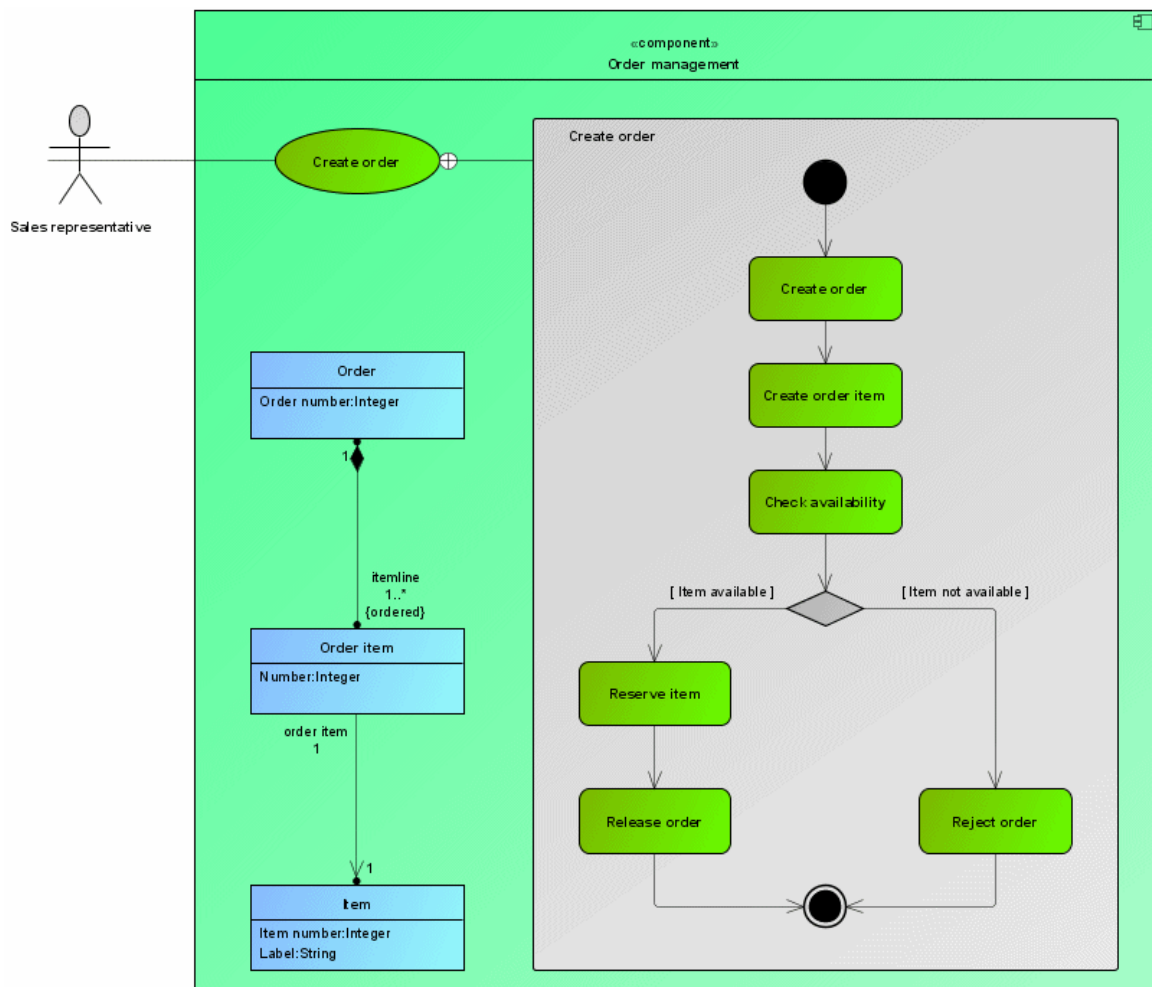 «component»
Order management
Sales representative
Create order
Create order
Create order
Create order item
Check availability
[ Item available ]
[ Item not available ]
Reserve item
Release order
Reject order
Order
Order number:Integer
1
itemline
1..*
{ordered}
Order item
Number:Integer
order item
1
1
Item
Item number:Integer
Label:String